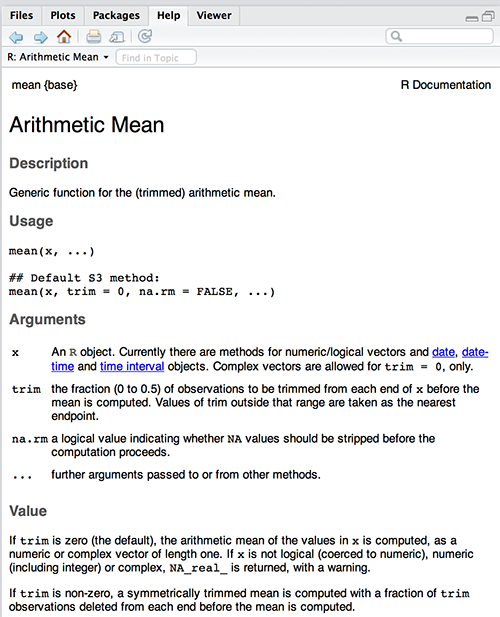 Files Plots Packages Help Viewer
R: Arithmetic Mean Find in Topic
mean {base} R Documentation
Arithmetic Mean
Description
Generic function for the (trimmed) arithmetic mean.
Usage
mean(x, ...)
## Default S3 method:
mean(x, trim = 0, na.rm = FALSE, ...)
Arguments
x An R object. Currently there are methods for numeric/logical vectors and date, date-
time and time interval objects. Complex vectors are allowed for trim = 0, only.
trim the fraction (0 to 0.5) of observations to be trimmed from each end of x before the
mean is computed. Values of trim outside that range are taken as the nearest
endpoint.
na.rm a logical value indicating whether NA values should be stripped before the
computation proceeds.
... further arguments passed to or from other methods.
Value
If trim is zero (the default), the arithmetic mean of the values in x is computed, as a
numeric or complex vector of length one. If x is not logical (coerced to numeric), numeric
(including integer) or complex, NA_real_ is returned, with a warning.
If trim is non-zero, a symmetrically trimmed mean is computed with a fraction of trim
observations deleted from each end before the mean is computed.